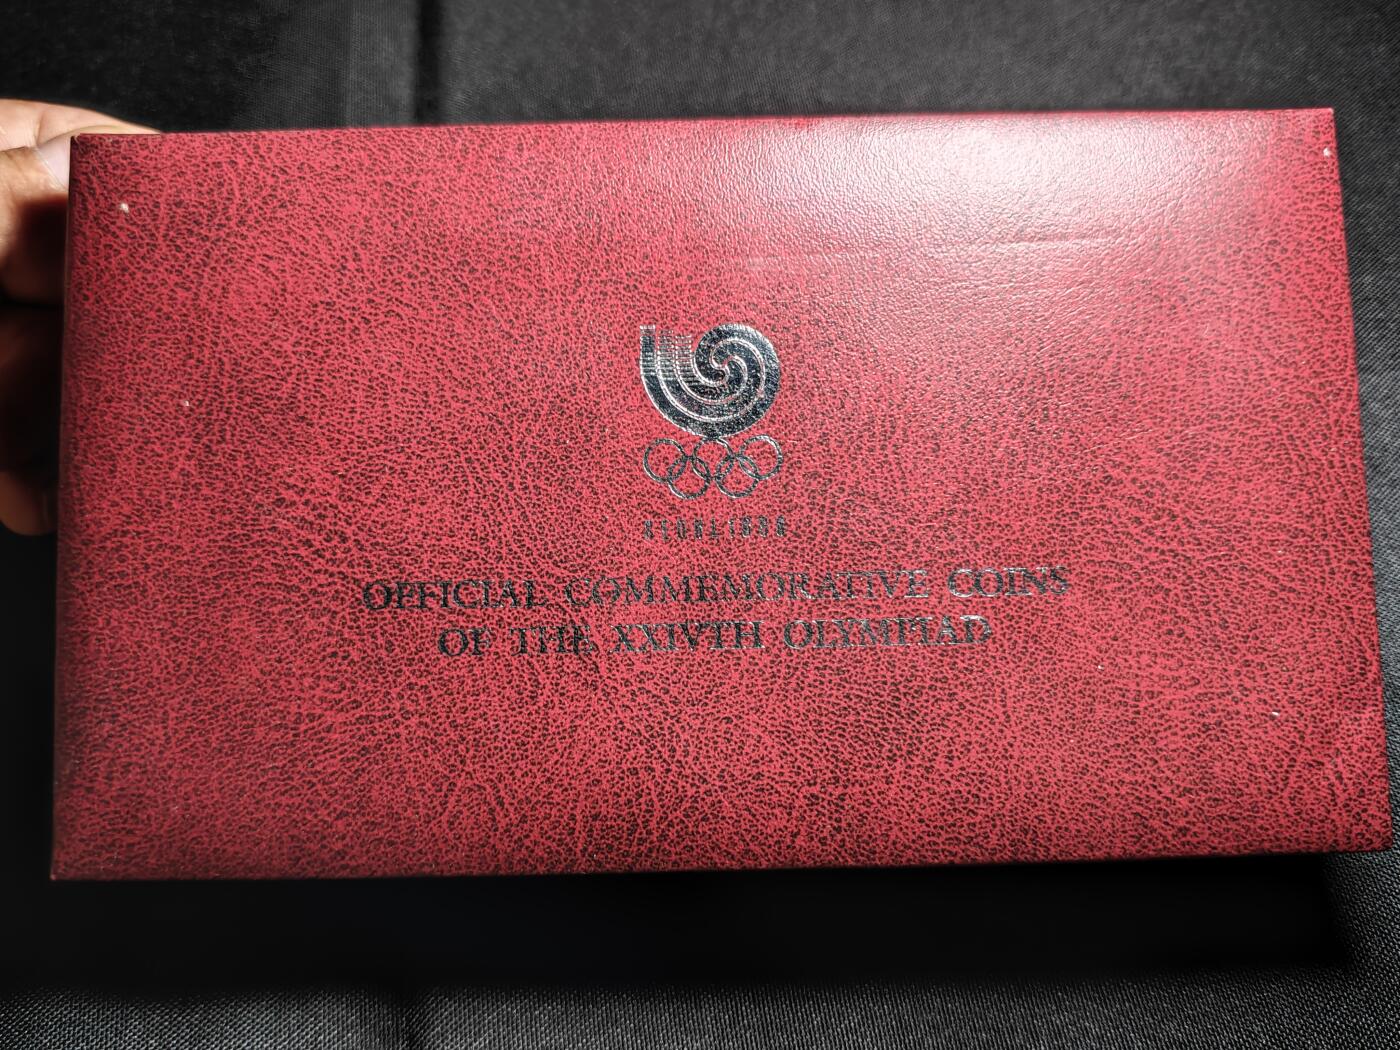 SEOUL 1988
OFFICIAL COMMEMORATIVE COINS
OF THE XXIVTH OLYMPIAD